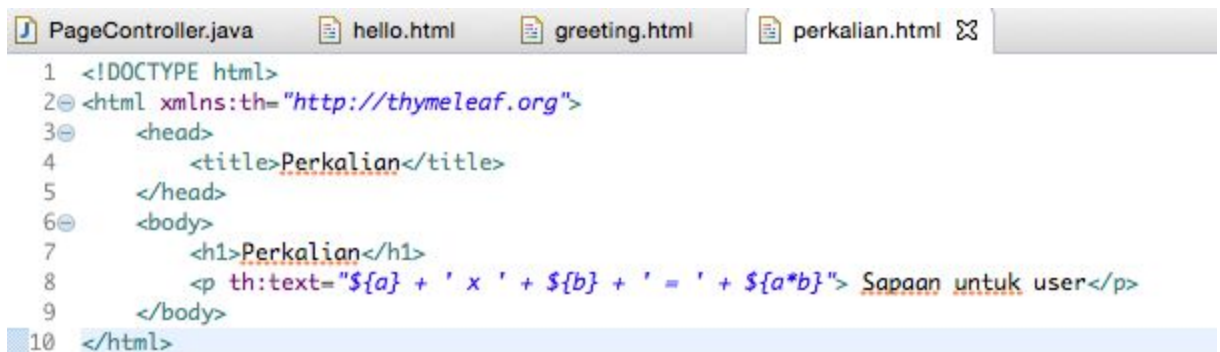 PageController.java hello.html greeting.html perkalian.html
1 <!DOCTYPE html>
2 <html xmlns:th="http://thymeleaf.org">
3     <head>
4         <title>Perkalian</title>
5     </head>
6     <body>
7         <h1>Perkalian</h1>
8         <p th:text="${a} + ' x ' + ${b} + ' = ' + ${a*b}"> Sapaan untuk user</p>
9     </body>
10 </html>